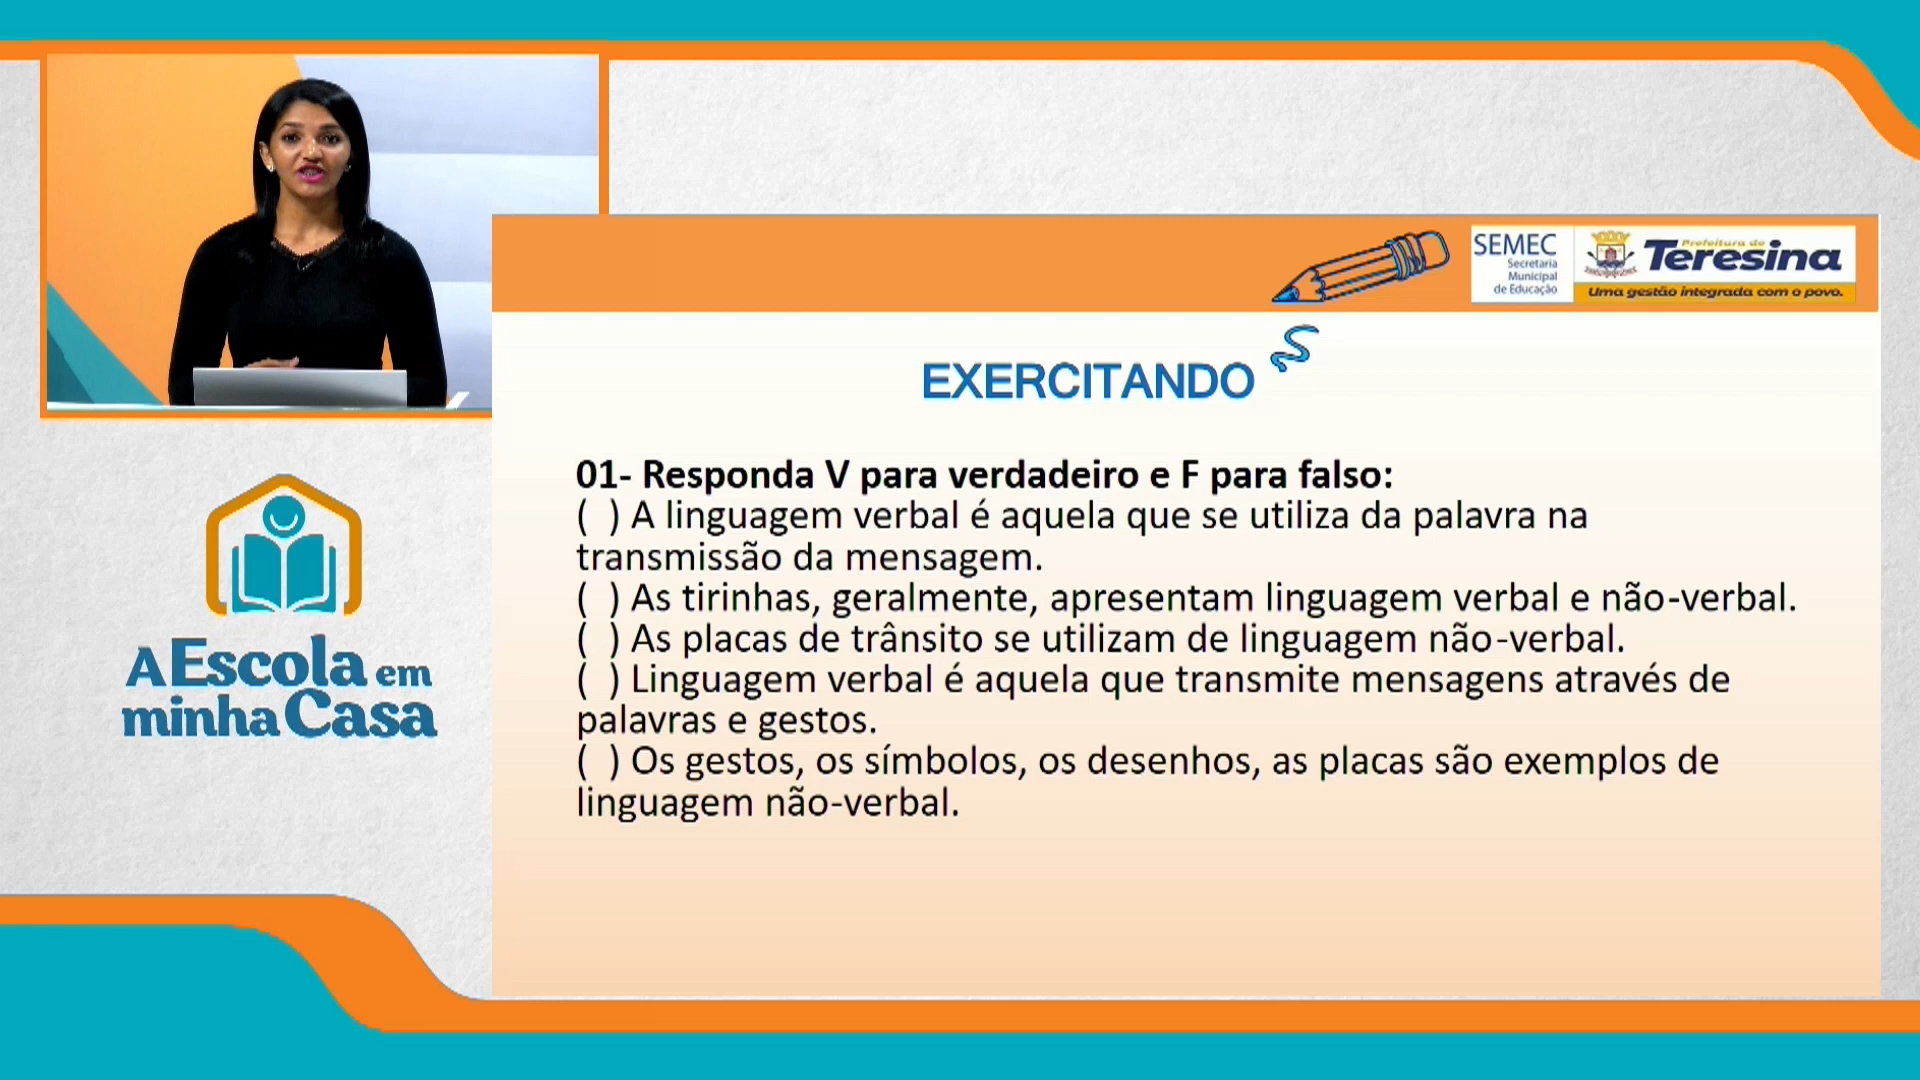 SEMEC
Secretaria
Municipal
de Educação
Prefeitura de
Teresina
Uma gestão integrada com o povo.
EXERCITANDO
01- Responda V para verdadeiro e F para falso:
( ) A linguagem verbal é aquela que se utiliza da palavra na
transmissão da mensagem.
( ) As tirinhas, geralmente, apresentam linguagem verbal e não-verbal.
( ) As placas de trânsito se utilizam de linguagem não-verbal.
( ) Linguagem verbal é aquela que transmite mensagens através de
palavras e gestos.
( ) Os gestos, os símbolos, os desenhos, as placas são exemplos de
linguagem não-verbal.
A Escola em
minha Casa